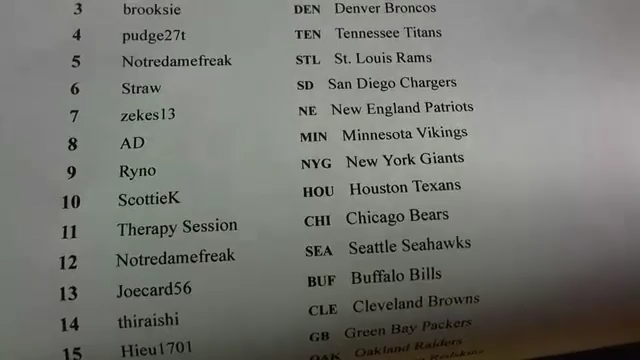 3 brooksie DEN Denver Broncos
4 pudge27t TEN Tennessee Titans
5 Notredamefreak STL St. Louis Rams
6 Straw SD San Diego Chargers
7 zekes13 NE New England Patriots
8 AD MIN Minnesota Vikings
9 Ryno NYG New York Giants
10 ScottieK HOU Houston Texans
11 Therapy Session CHI Chicago Bears
12 Notredamefreak SEA Seattle Seahawks
13 Joecard56 BUF Buffalo Bills
14 thiraishi CLE Cleveland Browns
15 Hieu1701 GB Green Bay Packers
OAK Oakland Raiders